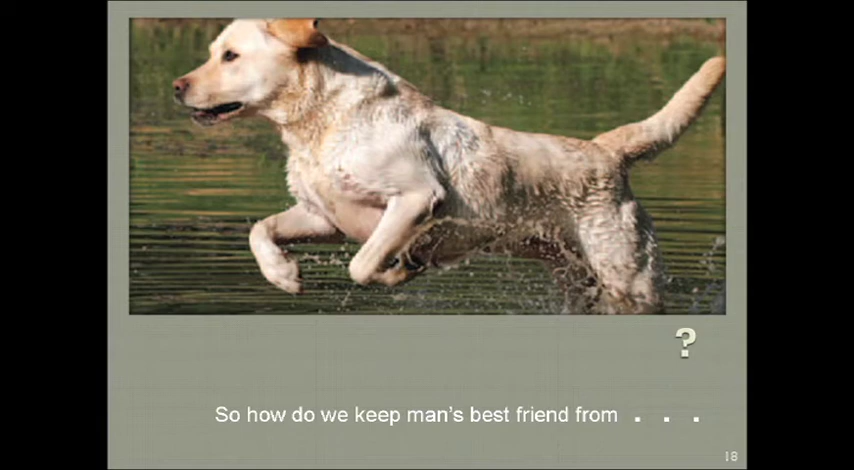 ?
So how do we keep man's best friend from . . .
18